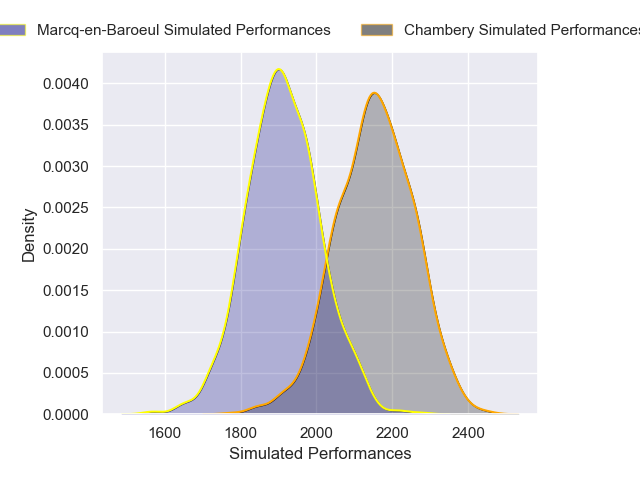 Marcq-en-Baroeul Simulated Performances
Chambery Simulated Performances
0.0040
0.0035
0.0030
0.0025
0.0020
0.0015
0.0010
0.0005
0.0000
Density
1600 1800 2000 2200 2400
Simulated Performances